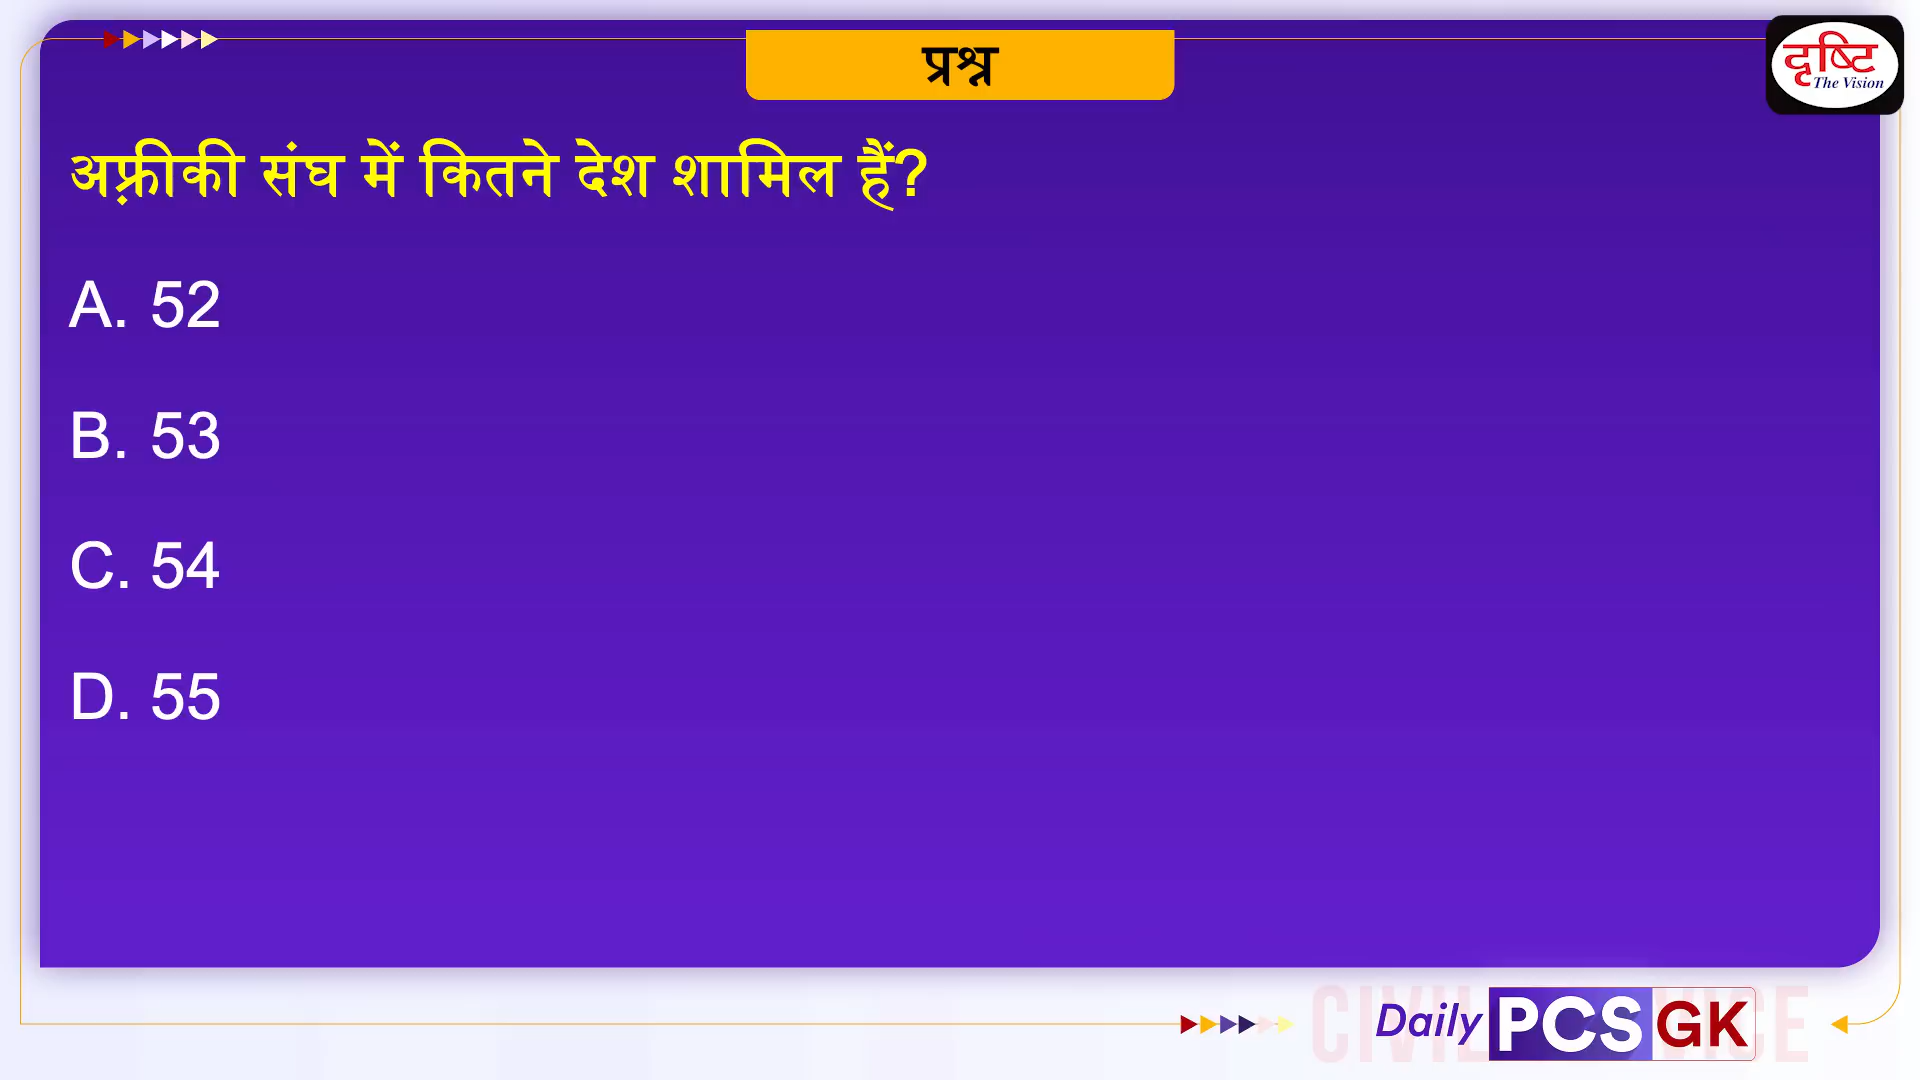 प्रश्न
दृष्टि
The Vision
अफ़्रीकी संघ में कितने देश शामिल हैं?
A. 52
B. 53
C. 54
D. 55
Daily PCS GK